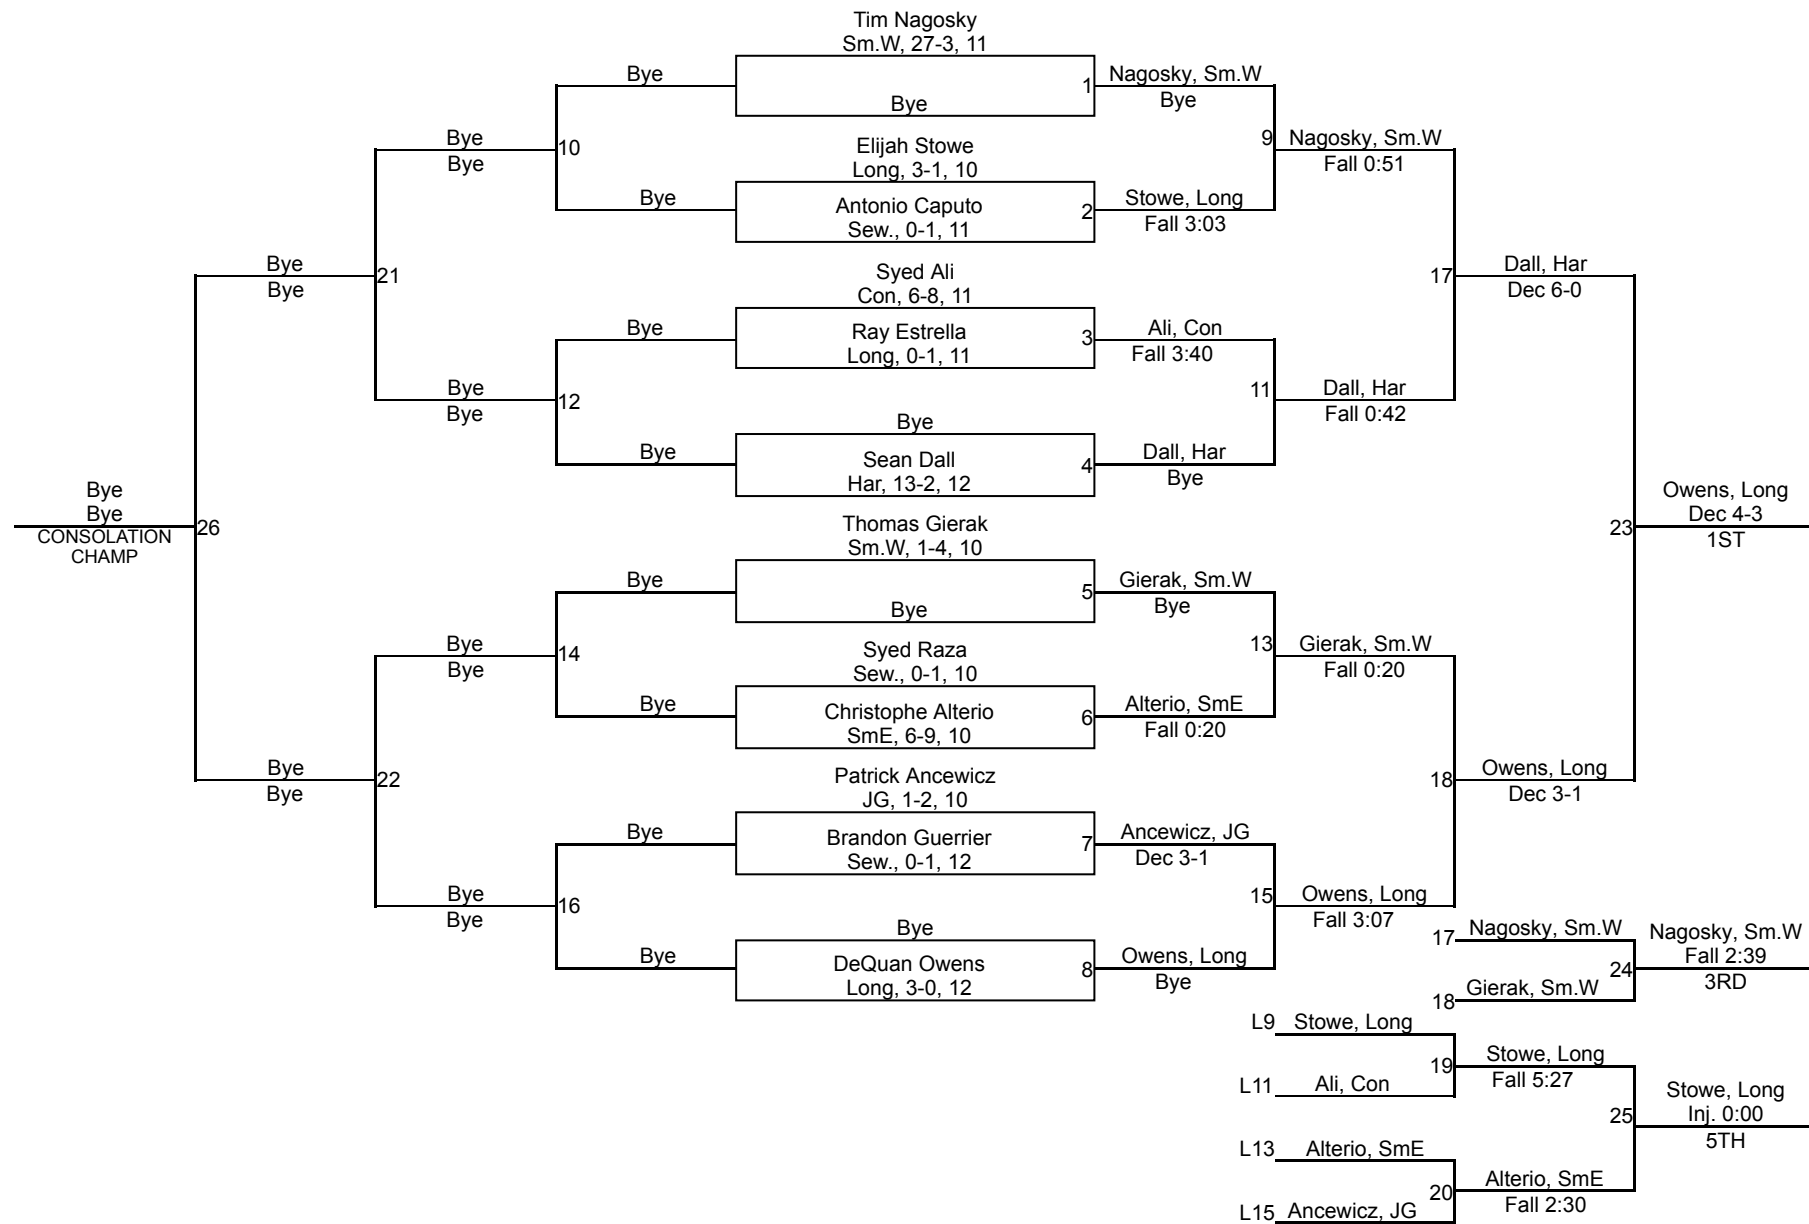 Tim Nagosky
Sm.W, 27-3, 11
Bye
1
Nagosky, Sm.W
Bye
Bye
9
Nagosky, Sm.W
Fall 0:51
Bye
Bye
10
Elijah Stowe
Long, 3-1, 10
Bye
Antonio Caputo
Sew., 0-1, 11
2
Stowe, Long
Fall 3:03
Bye
Bye
21
Syed Ali
Con, 6-8, 11
17
Dall, Har
Dec 6-0
Bye
Ray Estrella
Long, 0-1, 11
3
Ali, Con
Fall 3:40
Bye
Bye
12
11
Dall, Har
Fall 0:42
Bye
Bye
Sean Dall
Har, 13-2, 12
4
Dall, Har
Bye
Bye
Bye
CONSOLATION
CHAMP
26
Thomas Gierak
Sm.W, 1-4, 10
23
Owens, Long
Dec 4-3
1ST
Bye
Bye
5
Gierak, Sm.W
Bye
Bye
Bye
14
Syed Raza
Sew., 0-1, 10
13
Gierak, Sm.W
Fall 0:20
Bye
Christophe Alterio
SmE, 6-9, 10
6
Alterio, SmE
Fall 0:20
Bye
Bye
22
Patrick Ancewicz
JG, 1-2, 10
18
Owens, Long
Dec 3-1
Bye
Brandon Guerrier
Sew., 0-1, 12
7
Ancewicz, JG
Dec 3-1
Bye
Bye
16
15
Owens, Long
Fall 3:07
Bye
Bye
DeQuan Owens
Long, 3-0, 12
8
Owens, Long
Bye
17
Nagosky, Sm.W
18
Gierak, Sm.W
24
Nagosky, Sm.W
Fall 2:39
3RD
L9
Stowe, Long
L11
Ali, Con
19
Stowe, Long
Fall 5:27
25
Stowe, Long
Inj. 0:00
5TH
L13
Alterio, SmE
L15
Ancewicz, JG
20
Alterio, SmE
Fall 2:30